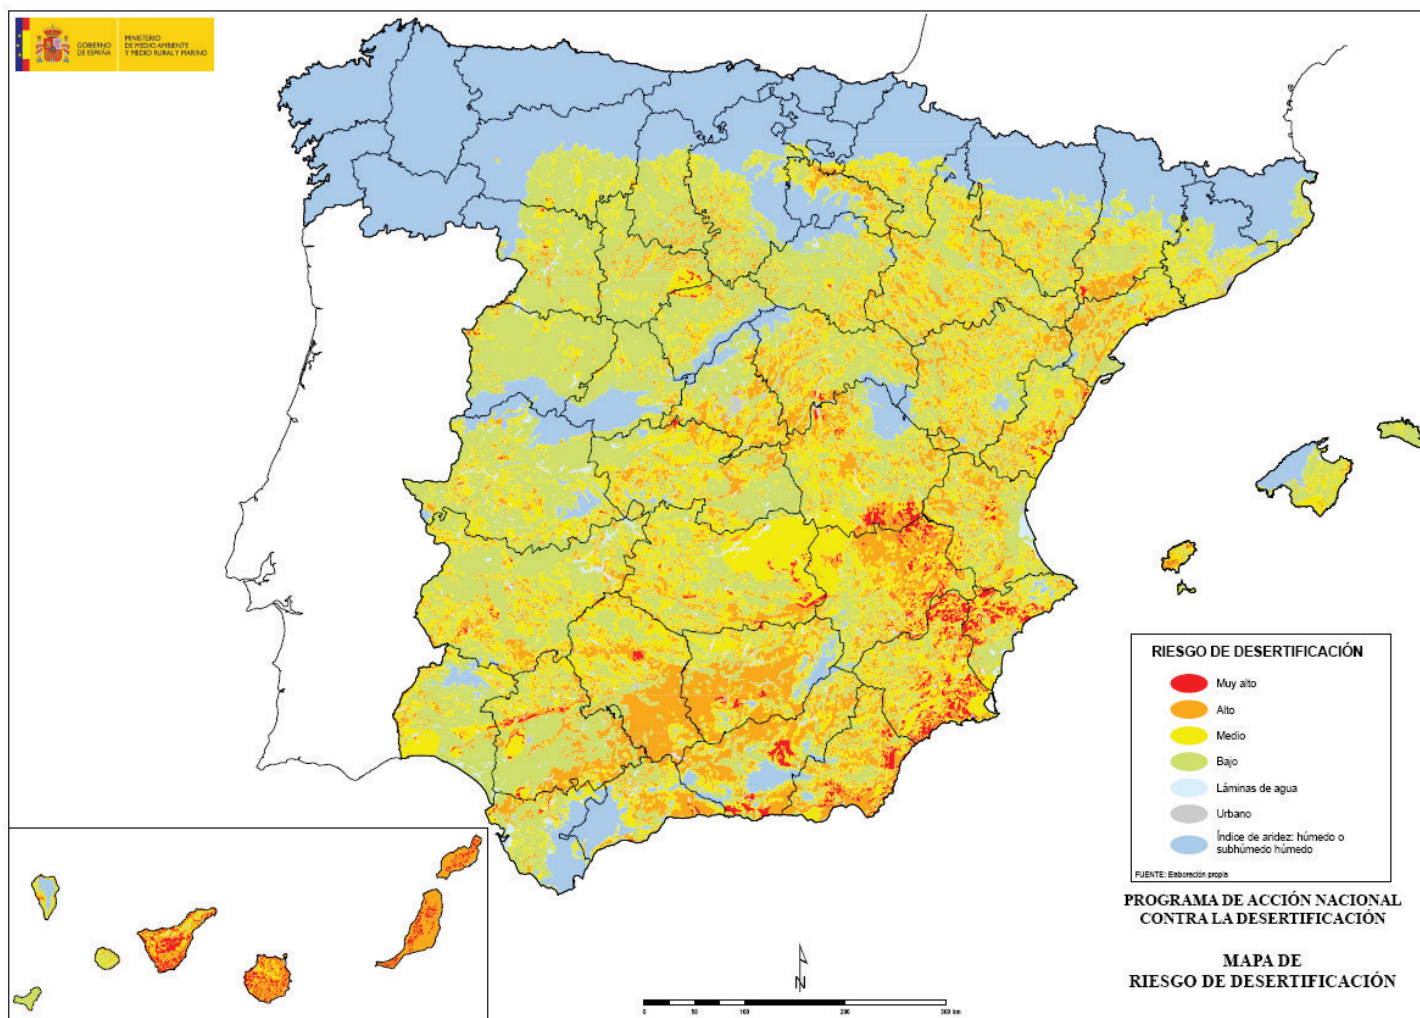 GOBIERNO
DE ESPAÑA
MINISTERIO
DE MEDIO AMBIENTE
Y MEDIO RURAL Y MARINO
RIESGO DE DESERTIFICACIÓN
Muy alto
Alto
Medio
Bajo
Láminas de agua
Urbano
Índice de aridez: húmedo o
subhúmedo húmedo
FUENTE: Elaboración propia
PROGRAMA DE ACCIÓN NACIONAL
CONTRA LA DESERTIFICACIÓN
MAPA DE
RIESGO DE DESERTIFICACIÓN
N
0 50 100 200 300 km